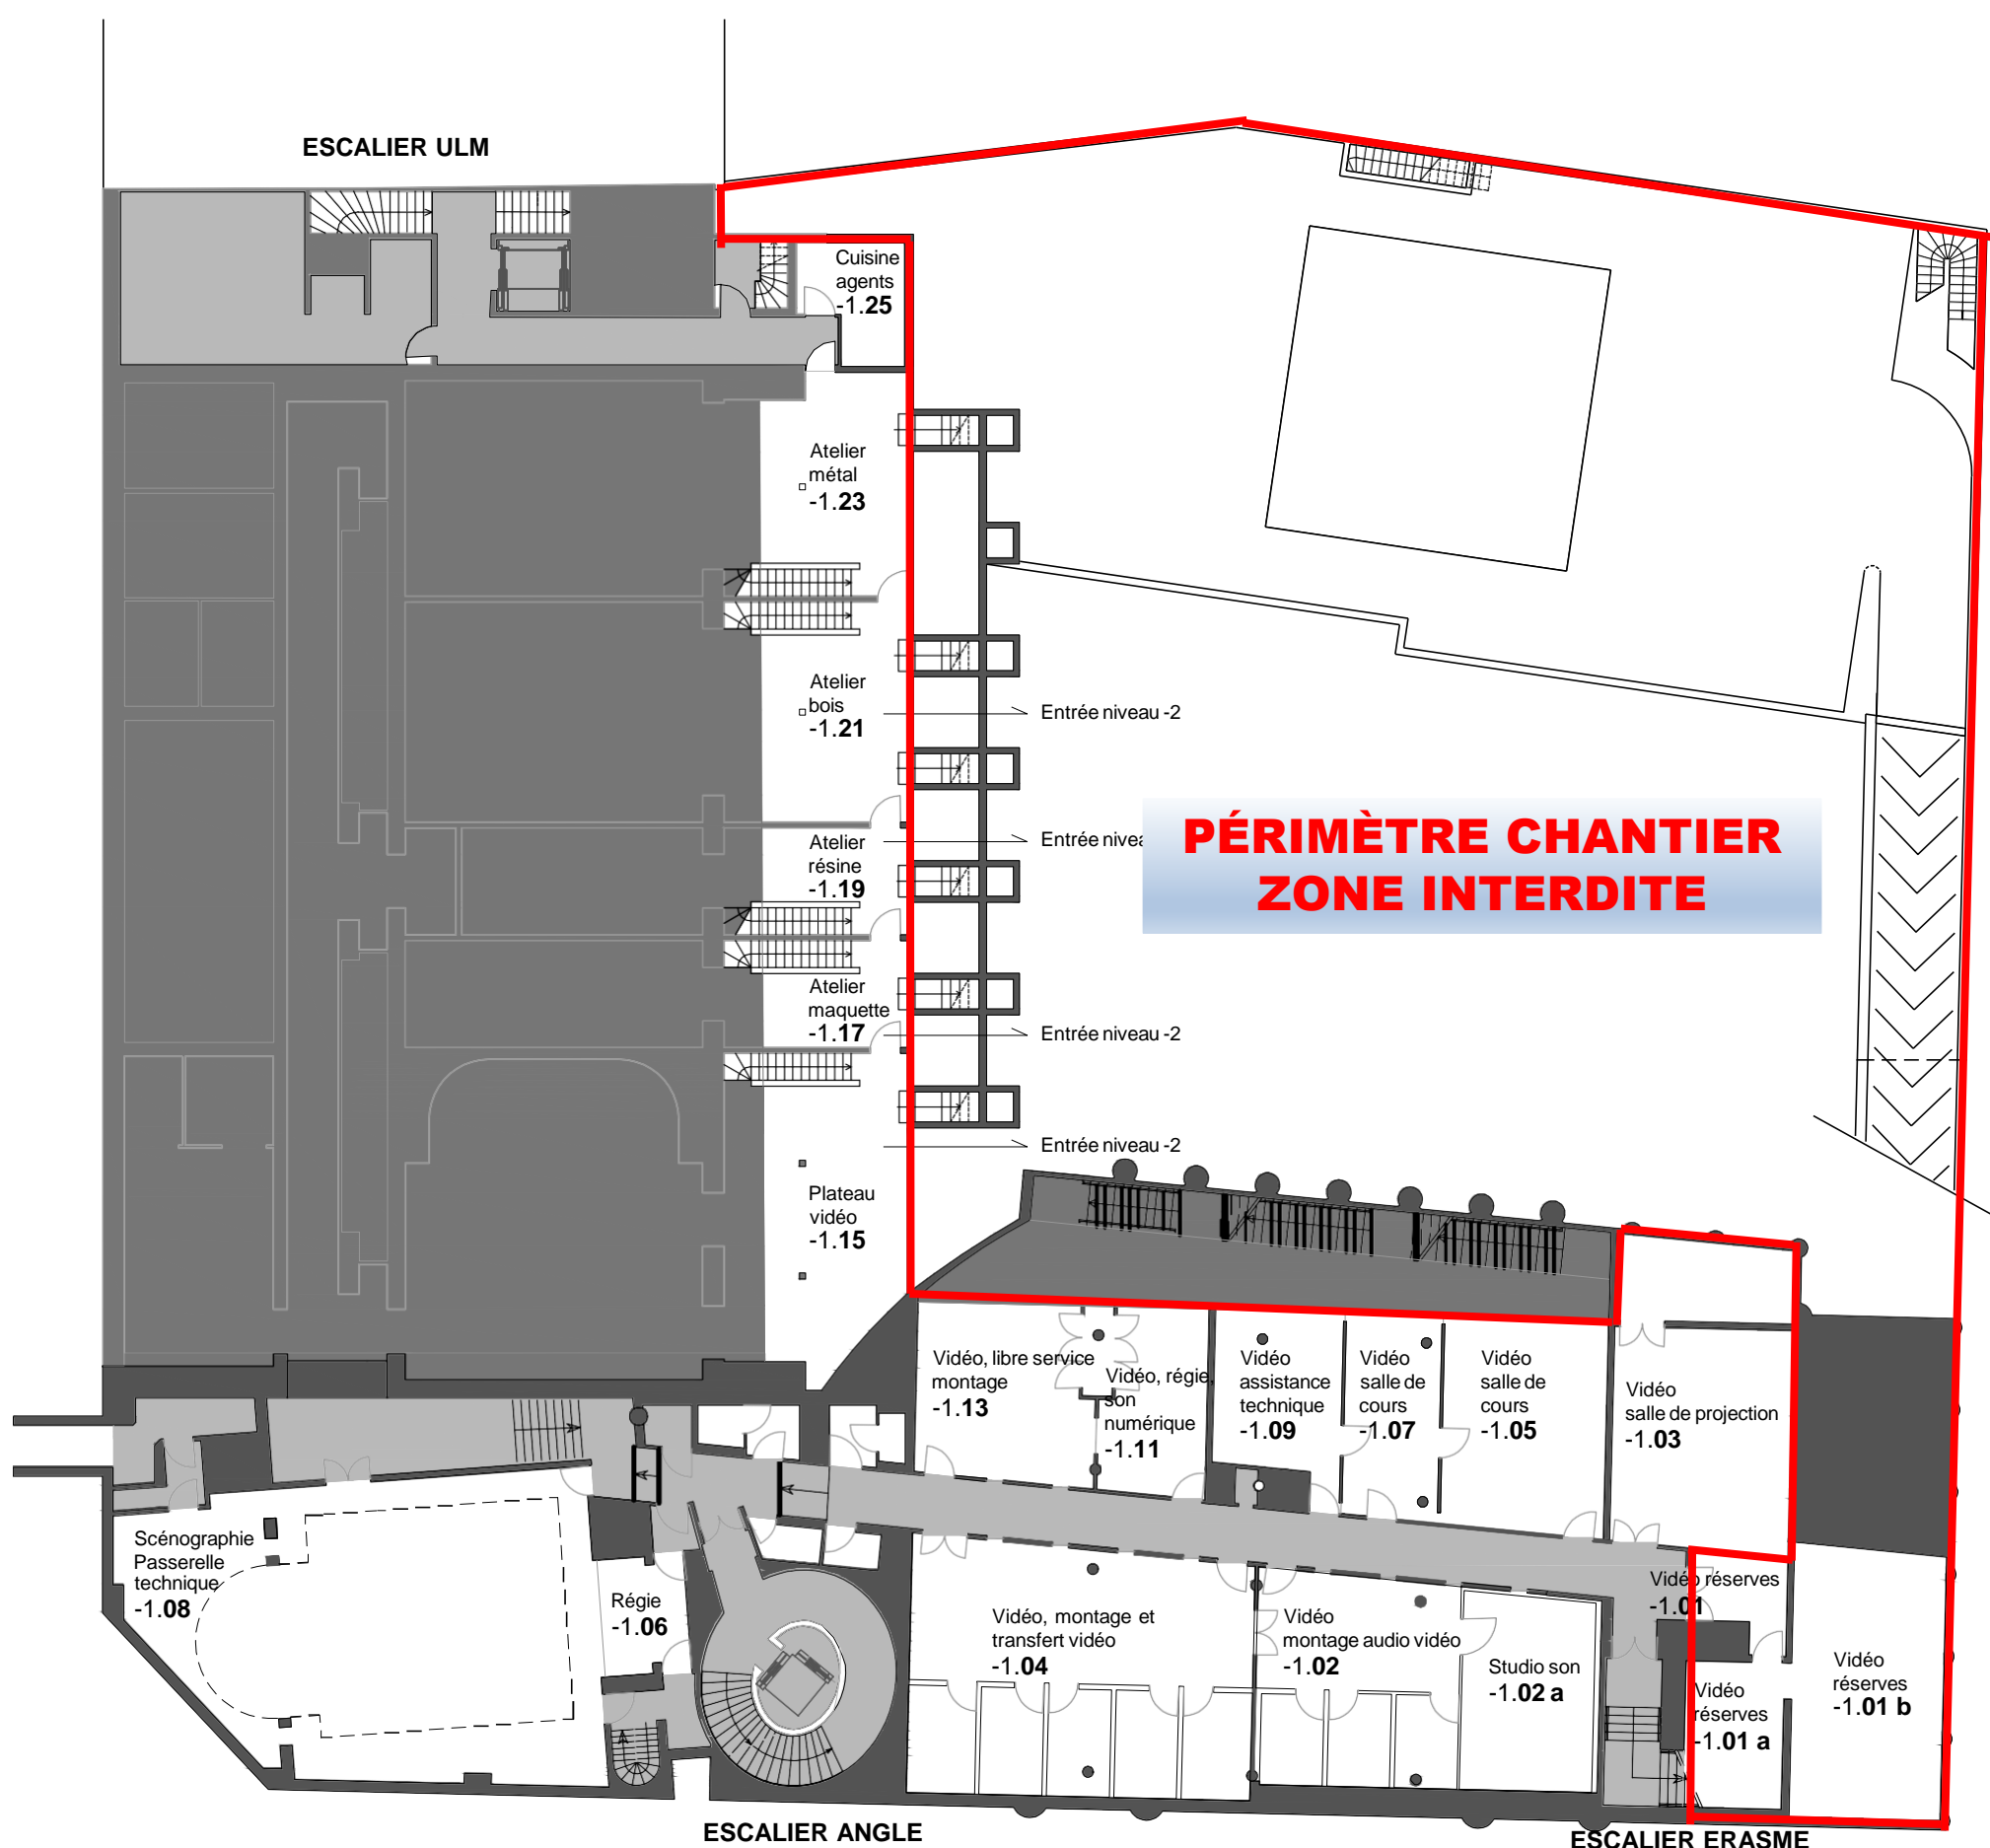 ESCALIER ULM
Cuisine
agents
-1.25
Atelier
métal
-1.23
Atelier
bois
-1.21
Entrée niveau -2
PÉRIMÈTRE CHANTIER
ZONE INTERDITE
Atelier
résine
-1.19
Entrée
Atelier
maquette
-1.17
Entrée niveau -2
Entrée niveau -2
Plateau
vidéo
-1.15
Vidéo, libre service
montage
-1.13
Vidéo, régie,
son
numérique
-1.11
Vidéo
assistance
technique
-1.09
Vidéo
salle de
cours
-1.07
Vidéo
salle de
cours
-1.05
Vidéo
salle de projection
-1.03
Scénographie
Passerelle
technique
-1.08
Régie
-1.06
Vidéo, montage et
transfert vidéo
-1.04
Vidéo
montage audio vidéo
-1.02
Studio son
-1.02 a
Vidéo réserves
-1.01
Vidéo
réserves
-1.01 a
Vidéo
réserves
-1.01 b
ESCALIER ANGLE
ESCALIER ERASME